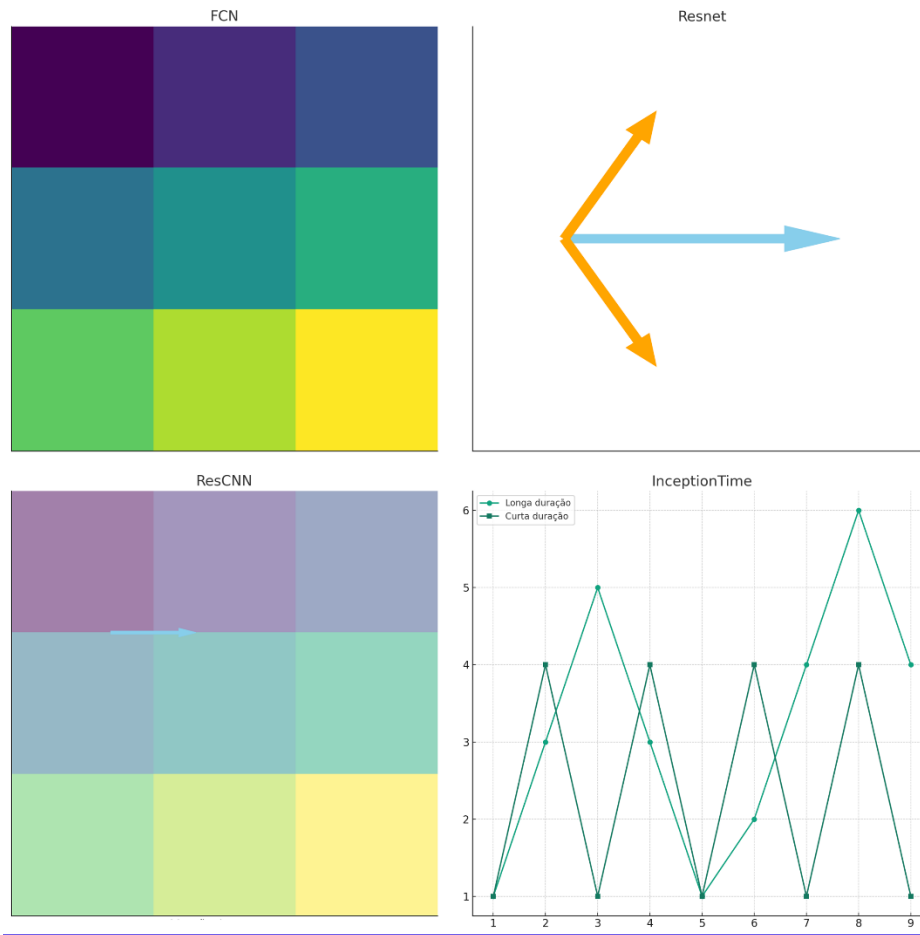 FCN
Resnet
ResCNN
InceptionTime
Longa duração
Curta duração
6
5
4
3
2
1
1 2 3 4 5 6 7 8 9